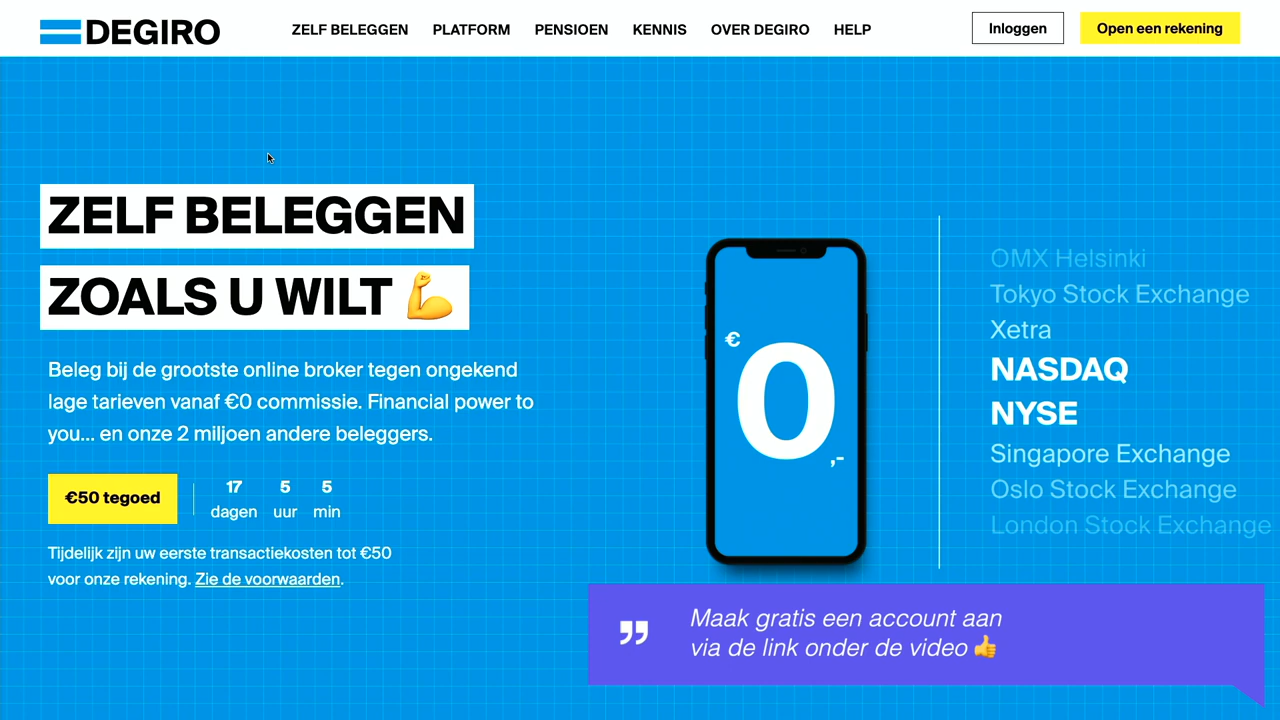 DEGIRO
ZELF BELEGGEN PLATFORM PENSIOEN KENNIS OVER DEGIRO HELP
Inloggen
Open een rekening
ZELF BELEGGEN
ZOALS U WILT 💪
Beleg bij de grootste online broker tegen ongekend
lage tarieven vanaf €0 commissie. Financial power to
you... en onze 2 miljoen andere beleggers.
€50 tegoed
17 5 5
dagen uur min
Tijdelijk zijn uw eerste transactiekosten tot €50
voor onze rekening. Zie de voorwaarden.
€0,-
OMX Helsinki
Tokyo Stock Exchange
Xetra
NASDAQ
NYSE
Singapore Exchange
Oslo Stock Exchange
London Stock Exchange
” Maak gratis een account aan
via de link onder de video 👍